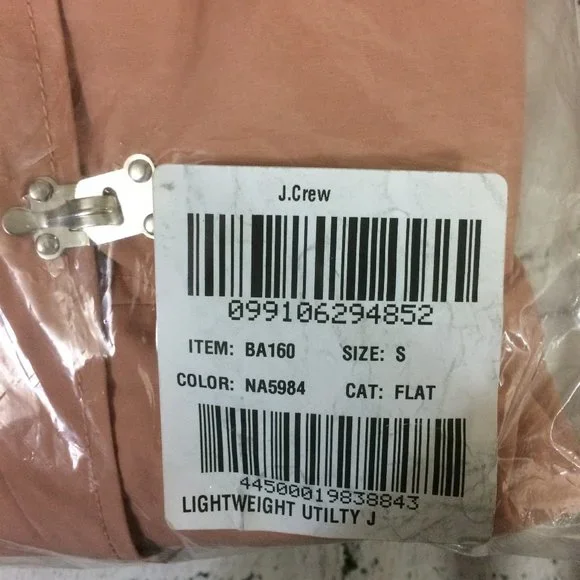 J.Crew
099106294852
ITEM: BA160 SIZE: S
COLOR: NA5984 CAT: FLAT
44500019838843
LIGHTWEIGHT UTILTY J